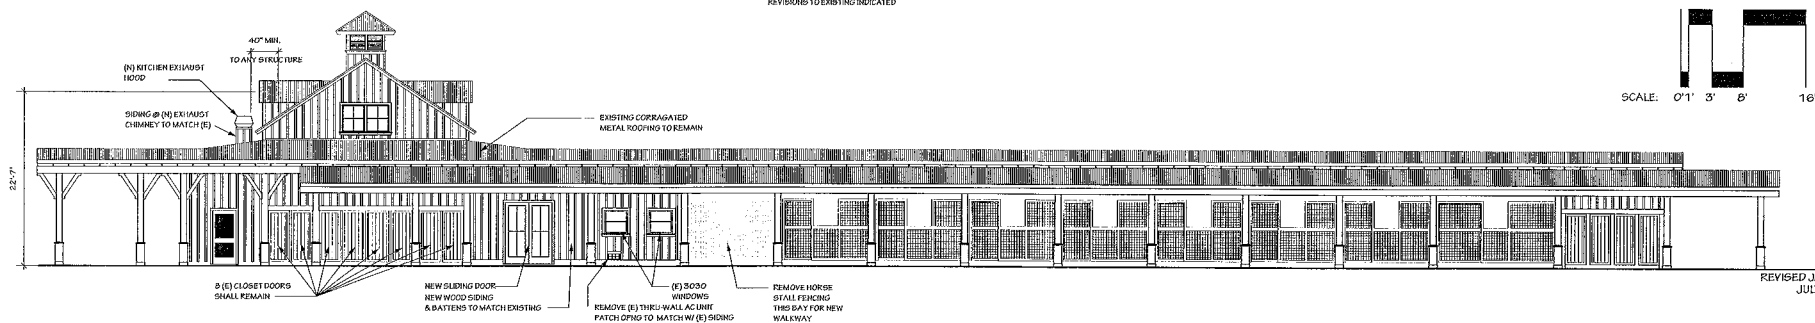 REVISIONS TO EXISTING INDICATED
40" MIN.
TO ANY STRUCTURE
(N) KITCHEN EXHAUST
HOOD
SIDING @ (N) EXHAUST
CHIMNEY TO MATCH (E)
EXISTING CORRAGATED
METAL ROOFING TO REMAIN
SCALE: 0'1' 3' 8' 16'
22'-7"
8 (E) CLOSET DOORS
SHALL REMAIN
NEW SLIDING DOOR
NEW WOOD SIDING
& BATTENS TO MATCH EXISTING
(E) 3030
WINDOWS
REMOVE (E) THRU-WALL AC UNIT
PATCH OPNG TO MATCH W/ (E) SIDING
REMOVE HORSE
STALL FENCING
THIS BAY FOR NEW
WALKWAY
REVISED J
JUL